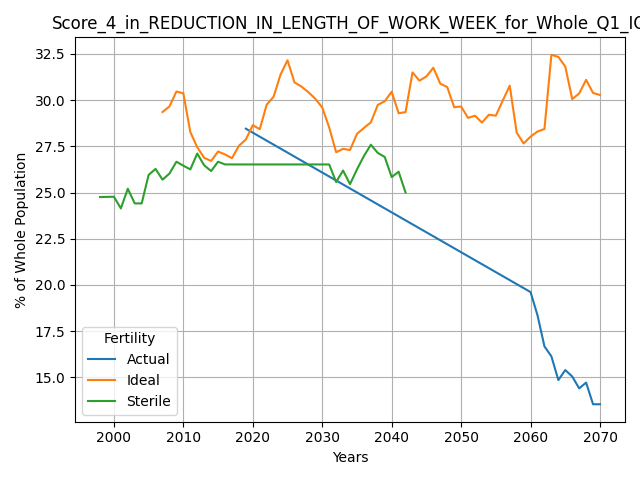 Score_4_in_REDUCTION_IN_LENGTH_OF_WORK_WEEK_for_Whole_Q1_IC
% of Whole Population
32.5
30.0
27.5
25.0
22.5
20.0
17.5
15.0
Fertility
Actual
Ideal
Sterile
2000 2010 2020 2030 2040 2050 2060 2070
Years